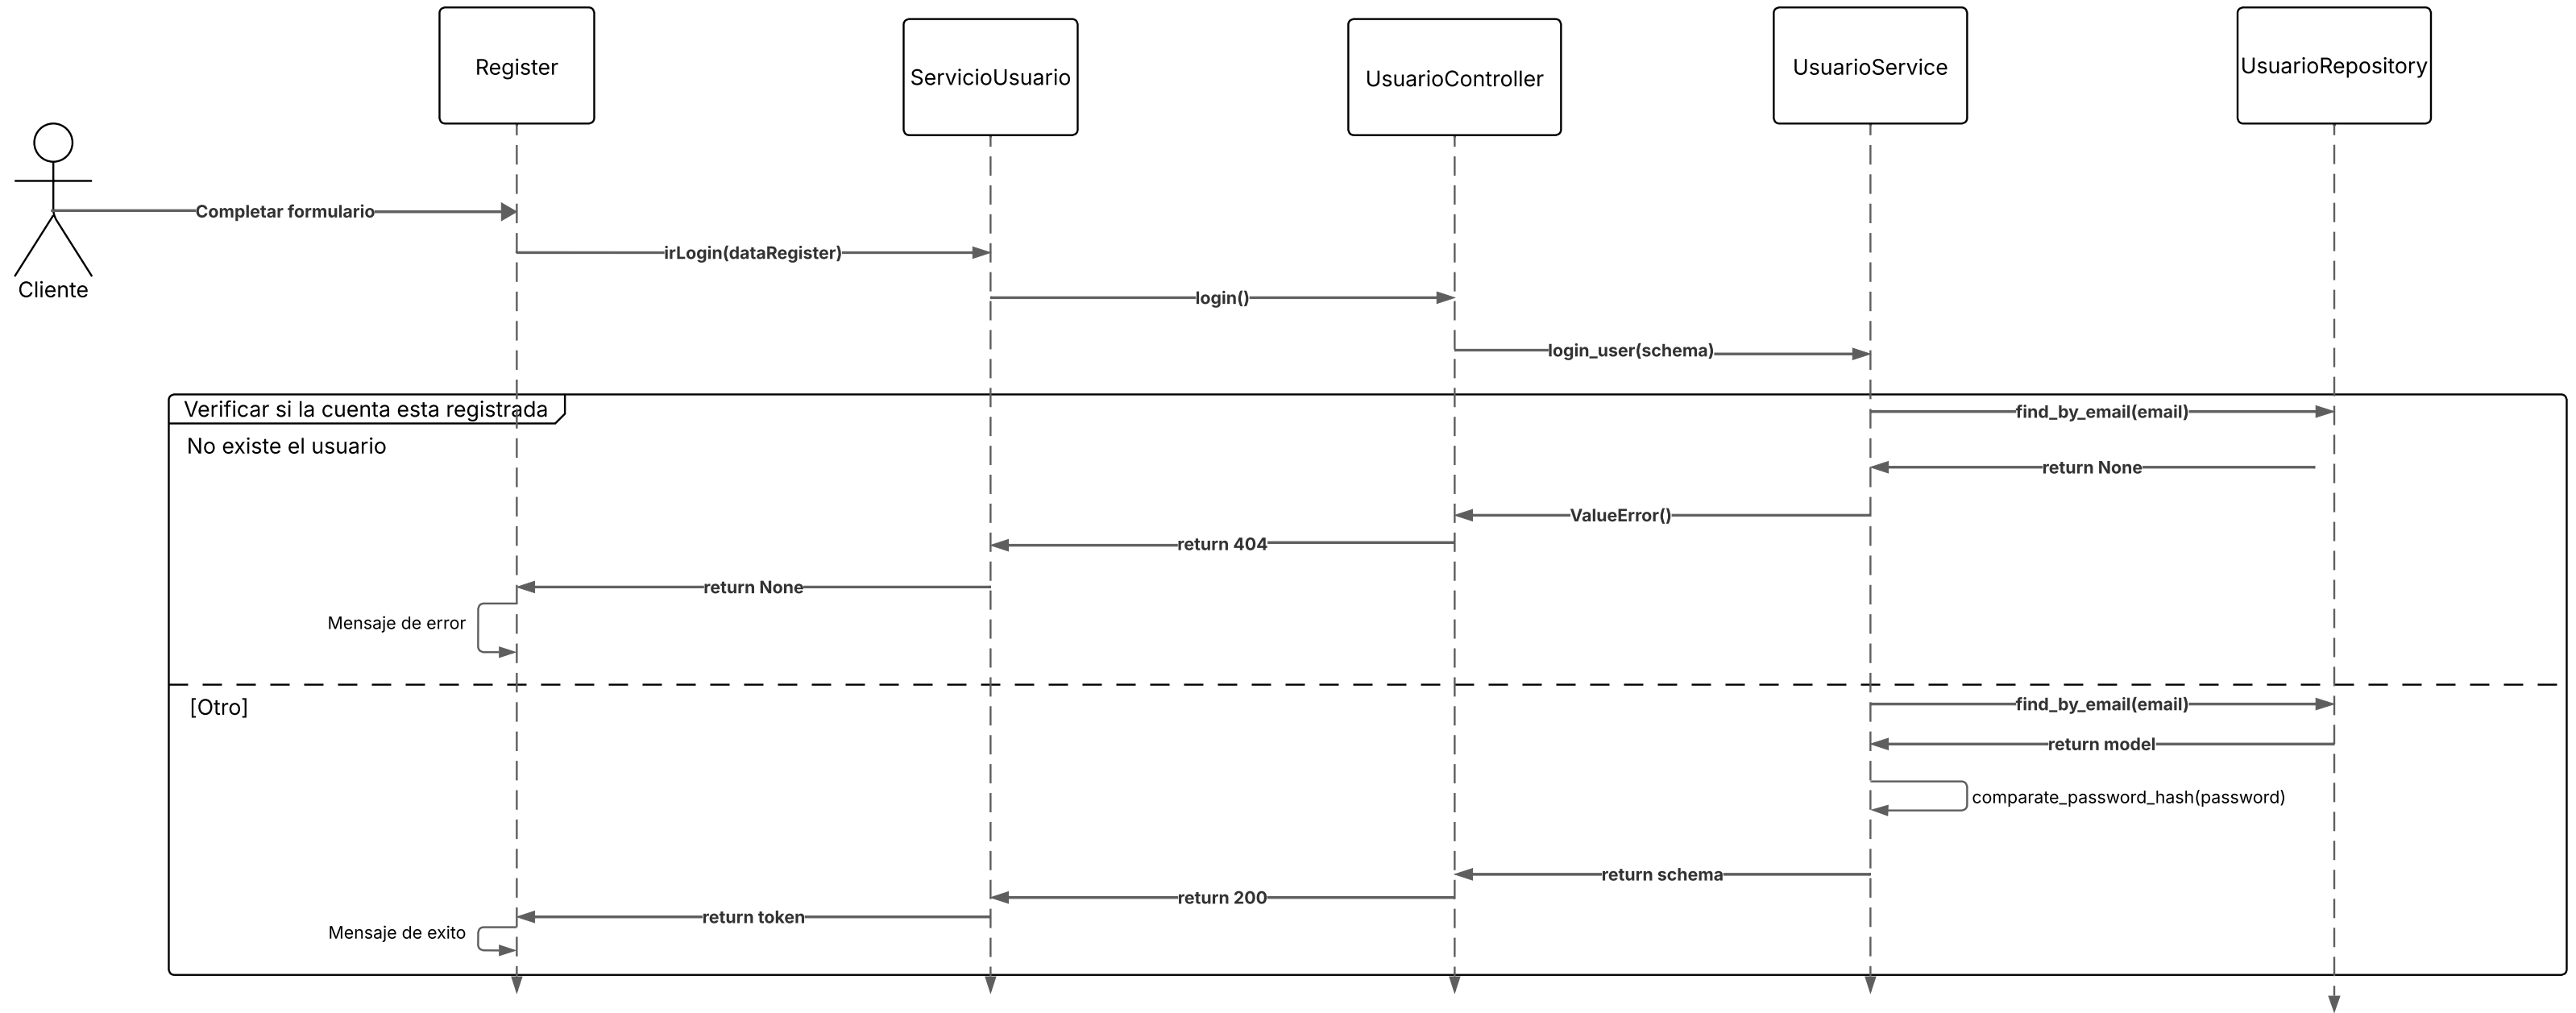 Register
ServicioUsuario
UsuarioController
UsuarioService
UsuarioRepository
Cliente
Completar formulario
irLogin(dataRegister)
login()
login_user(schema)
Verificar si la cuenta esta registrada
find_by_email(email)
No existe el usuario
return None
ValueError()
return 404
return None
Mensaje de error
[Otro]
find_by_email(email)
return model
comparate_password_hash(password)
return schema
return 200
return token
Mensaje de exito